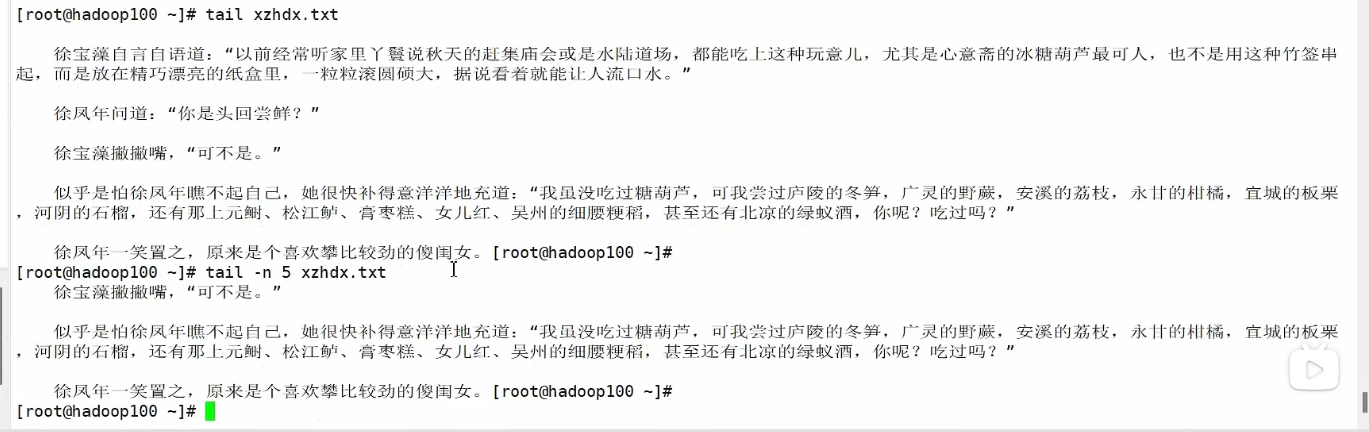 [root@hadoop100 ~]# tail xzhdx.txt
徐宝藻自言自语道：“以前经常听家里丫鬟说秋天的赶集庙会或是水陆道场，都能吃上这种玩意儿，尤其是心意斋的冰糖葫芦最可人，也不是用这种竹签串
起，而是放在精巧漂亮的纸盒里，一粒粒滚圆硕大，据说看着就能让人流口水。”
徐凤年问道：“你是头回尝鲜？”
徐宝藻撇撇嘴，“可不是。”
似乎是怕徐凤年瞧不起自己，她很快补得意洋洋地充道：“我虽没吃过糖葫芦，可我尝过庐陵的冬笋，广灵的野蕨，安溪的荔枝，永甘的柑橘，宜城的板栗
，河阴的石榴，还有那上元鲥、松江鲈、膏枣糕、女儿红、吴州的细腰粳稻，甚至还有北凉的绿蚁酒，你呢？吃过吗？”
徐凤年一笑置之，原来是个喜欢攀比较劲的傻闺女。[root@hadoop100 ~]#
[root@hadoop100 ~]# tail -n 5 xzhdx.txt
徐宝藻撇撇嘴，“可不是。”
似乎是怕徐凤年瞧不起自己，她很快补得意洋洋地充道：“我虽没吃过糖葫芦，可我尝过庐陵的冬笋，广灵的野蕨，安溪的荔枝，永甘的柑橘，宜城的板栗
，河阴的石榴，还有那上元鲥、松江鲈、膏枣糕、女儿红、吴州的细腰粳稻，甚至还有北凉的绿蚁酒，你呢？吃过吗？”
徐凤年一笑置之，原来是个喜欢攀比较劲的傻闺女。[root@hadoop100 ~]#
[root@hadoop100 ~]#